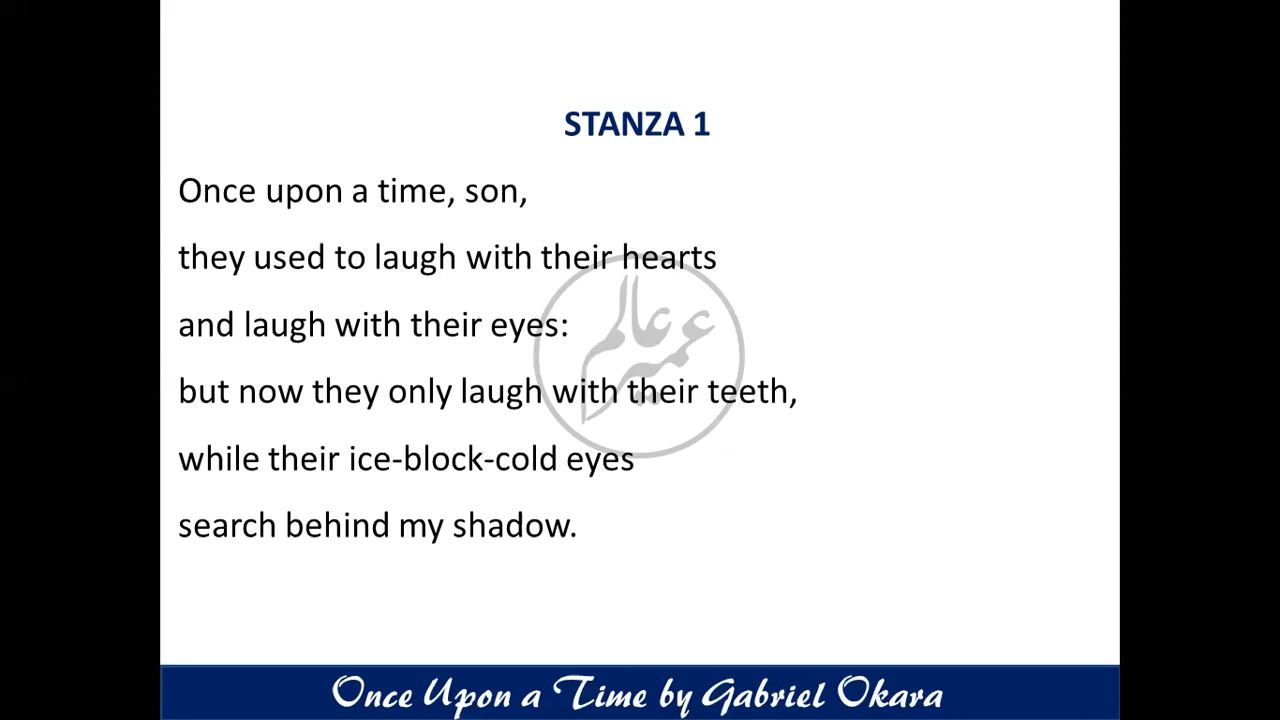 STANZA 1
Once upon a time, son,
they used to laugh with their hearts
and laugh with their eyes:
but now they only laugh with their teeth,
while their ice-block-cold eyes
search behind my shadow.
عمیر عالم
Once Upon a Time by Gabriel Okara